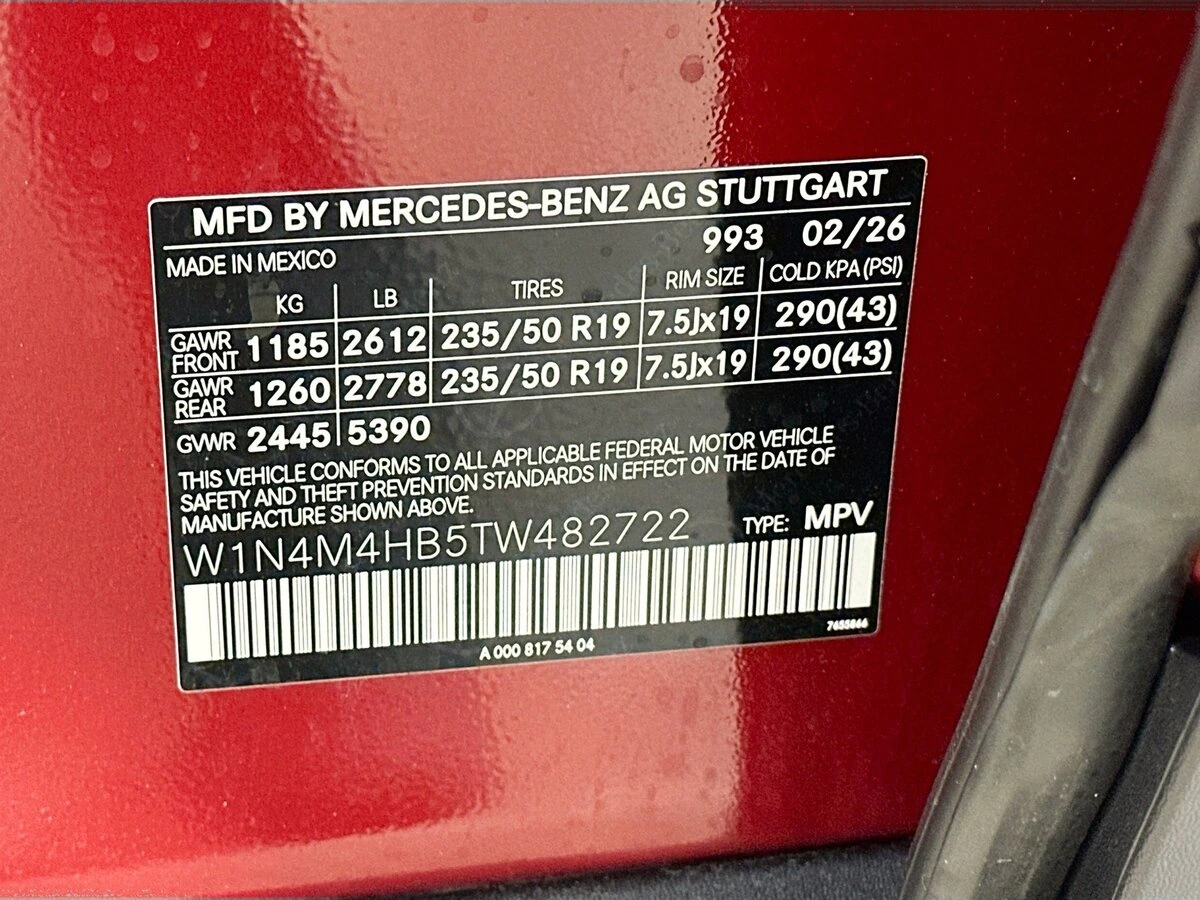 MFD BY MERCEDES-BENZ AG STUTTGART
993 02/26
MADE IN MEXICO
KG LB TIRES RIM SIZE COLD KPA (PSI)
GAWR FRONT 1185 2612 235/50 R19 7.5Jx19 290(43)
GAWR REAR 1260 2778 235/50 R19 7.5Jx19 290(43)
GVWR 2445 5390
THIS VEHICLE CONFORMS TO ALL APPLICABLE FEDERAL MOTOR VEHICLE
SAFETY AND THEFT PREVENTION STANDARDS IN EFFECT ON THE DATE OF
MANUFACTURE SHOWN ABOVE.
W1N4M4HB5TW482722 TYPE: MPV
A 000 817 54 04
7655866